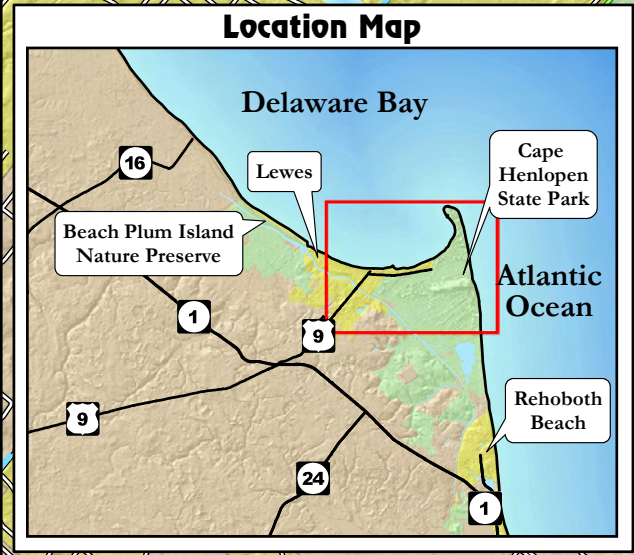 Location Map
Delaware Bay
16
Lewes
Cape
Henlopen
State Park
Beach Plum Island
Nature Preserve
Atlantic
Ocean
1
9
9
Rehoboth
Beach
24
1